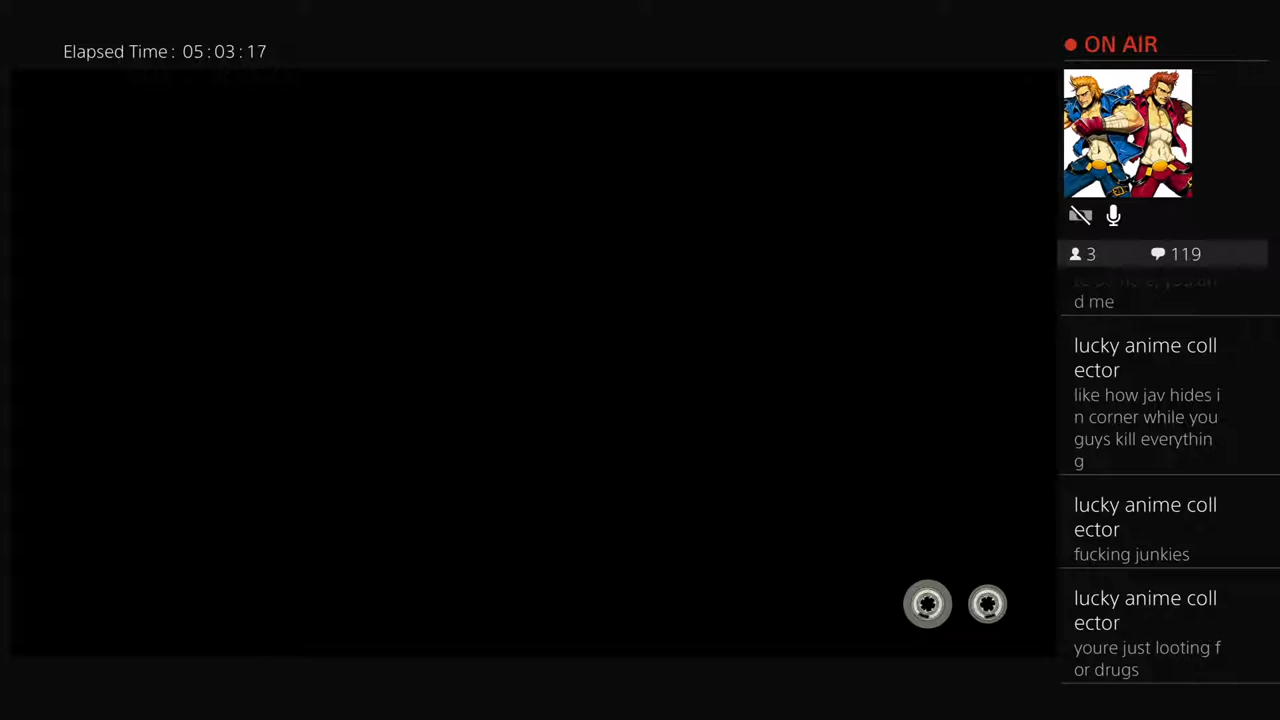 Elapsed Time: 05:03:17
ON AIR
3 119
d me
lucky anime coll
ector
like how jav hides i
n corner while you
guys kill everythin
g
lucky anime coll
ector
fucking junkies
lucky anime coll
ector
youre just looting f
or drugs